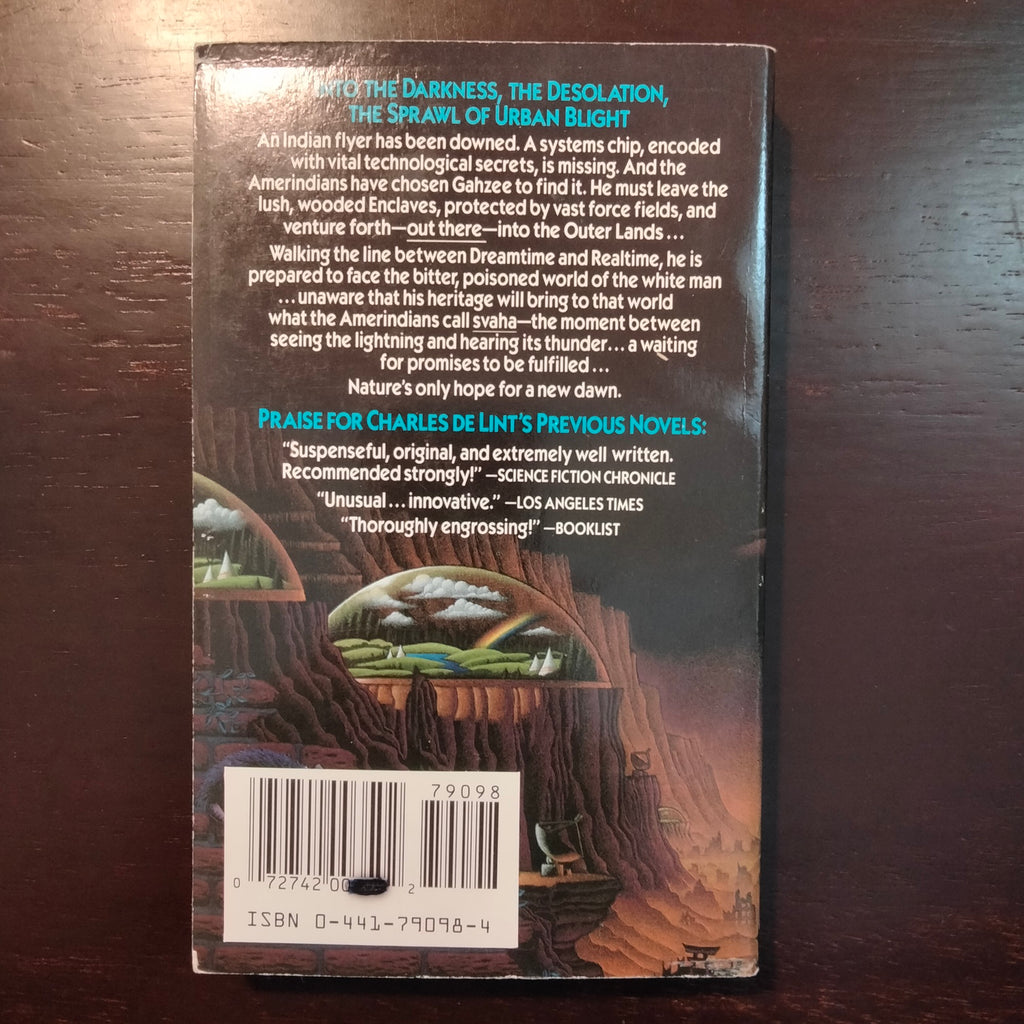 INTO THE DARKNESS, THE DESOLATION,
THE SPRAWL OF URBAN BLIGHT
An Indian flyer has been downed. A systems chip, encoded
with vital technological secrets, is missing. And the
Amerindians have chosen Gahzee to find it. He must leave the
lush, wooded Enclaves, protected by vast force fields, and
venture forth—out there—into the Outer Lands...
Walking the line between Dreamtime and Realtime, he is
prepared to face the bitter, poisoned world of the white man
...unaware that his heritage will bring to that world
what the Amerindians call svaha—the moment between
seeing the lightning and hearing its thunder... a waiting
for promises to be fulfilled...
Nature's only hope for a new dawn.
PRAISE FOR CHARLES DE LINT'S PREVIOUS NOVELS:
"Suspenseful, original, and extremely well written.
Recommended strongly!" —SCIENCE FICTION CHRONICLE
"Unusual... innovative." —LOS ANGELES TIMES
"Thoroughly engrossing!" —BOOKLIST
79098
0 72742 00 2
ISBN 0-441-79098-4